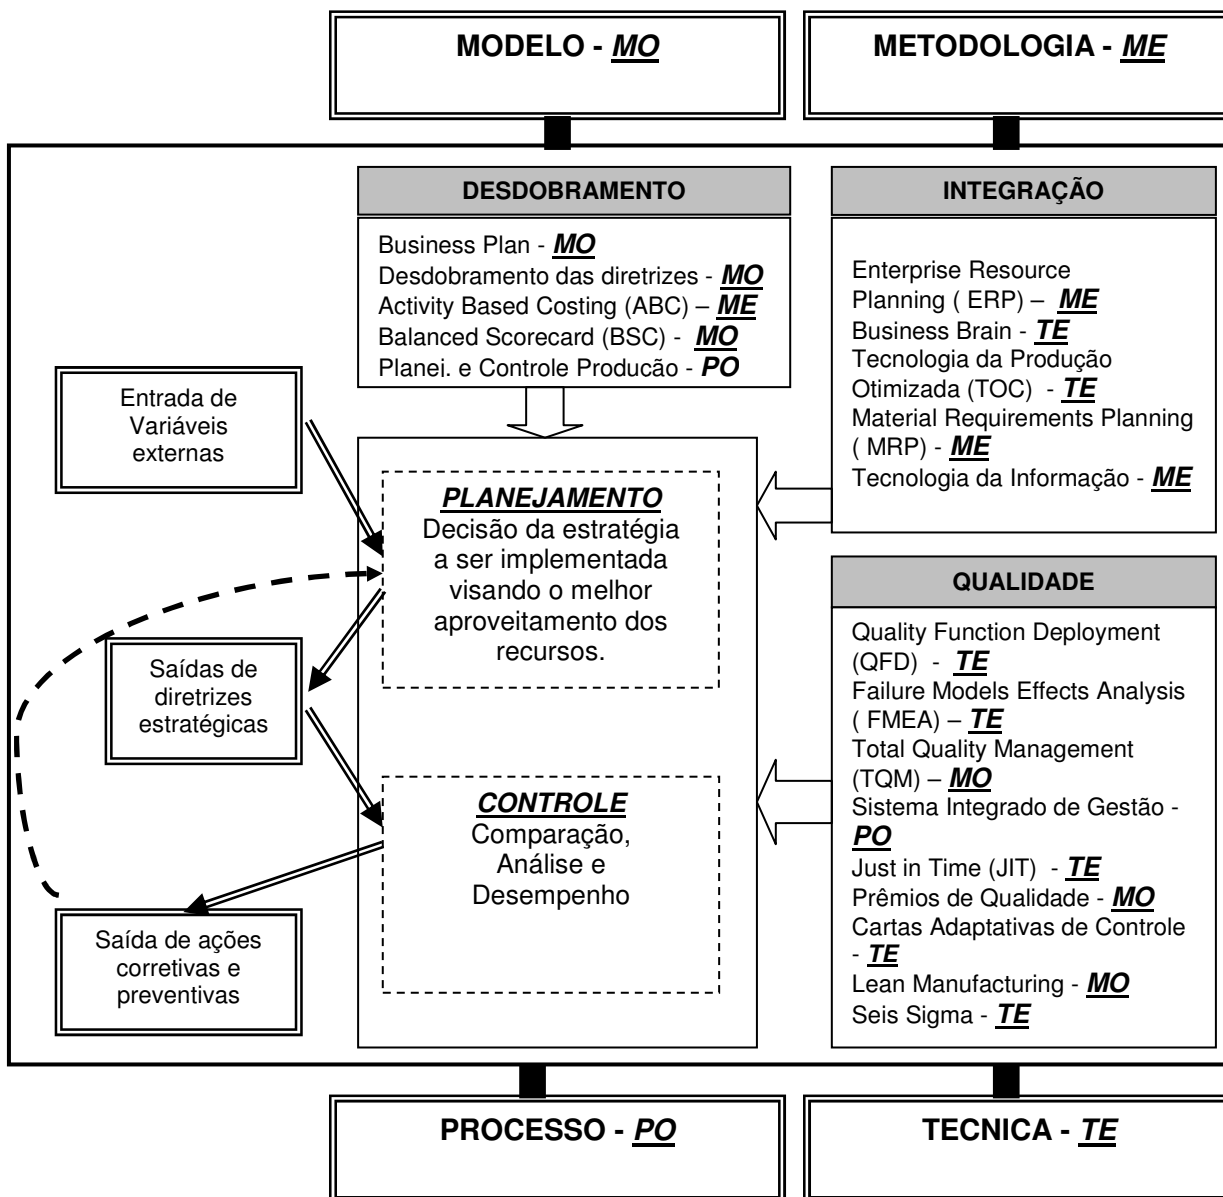 MODELO - MO
METODOLOGIA - ME
DESDOBRAMENTO
Business Plan - MO
Desdobramento das diretrizes - MO
Activity Based Costing (ABC) – ME
Balanced Scorecard (BSC) - MO
Planej. e Controle Produção - PO
INTEGRAÇÃO
Enterprise Resource
Planning ( ERP) – ME
Business Brain - TE
Tecnologia da Produção
Otimizada (TOC) - TE
Material Requirements Planning
( MRP) - ME
Tecnologia da Informação - ME
Entrada de
Variáveis
externas
PLANEJAMENTO
Decisão da estratégia
a ser implementada
visando o melhor
aproveitamento dos
recursos.
QUALIDADE
Quality Function Deployment
(QFD) - TE
Failure Models Effects Analysis
( FMEA) – TE
Total Quality Management
(TQM) – MO
Sistema Integrado de Gestão -
PO
Just in Time (JIT) - TE
Prêmios de Qualidade - MO
Cartas Adaptativas de Controle
- TE
Lean Manufacturing - MO
Seis Sigma - TE
Saídas de
diretrizes
estratégicas
CONTROLE
Comparação,
Análise e
Desempenho
Saída de ações
corretivas e
preventivas
PROCESSO - PO
TECNICA - TE